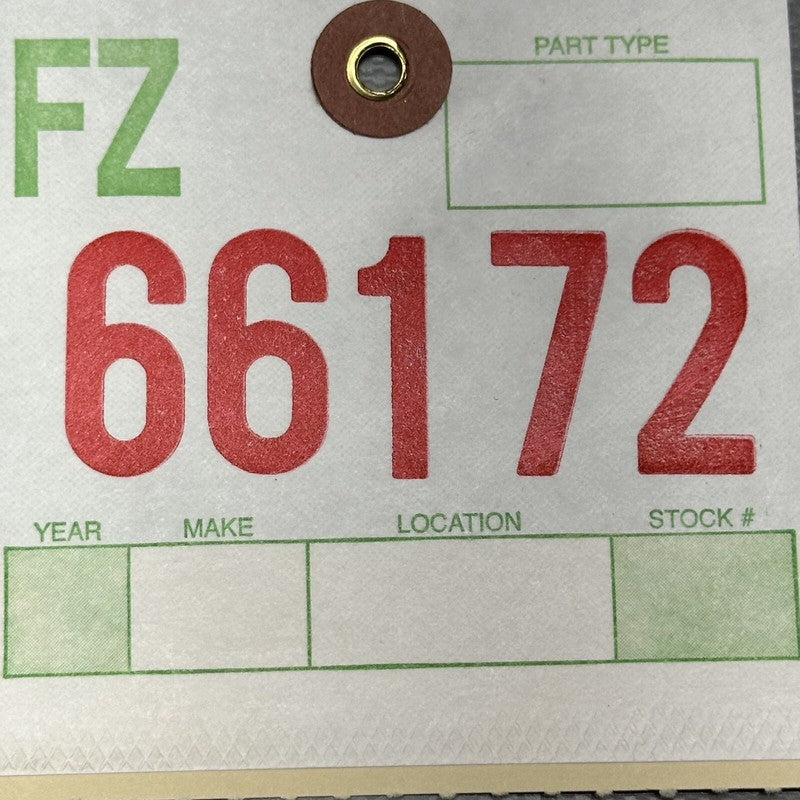 FZ
PART TYPE
66172
YEAR MAKE LOCATION STOCK #